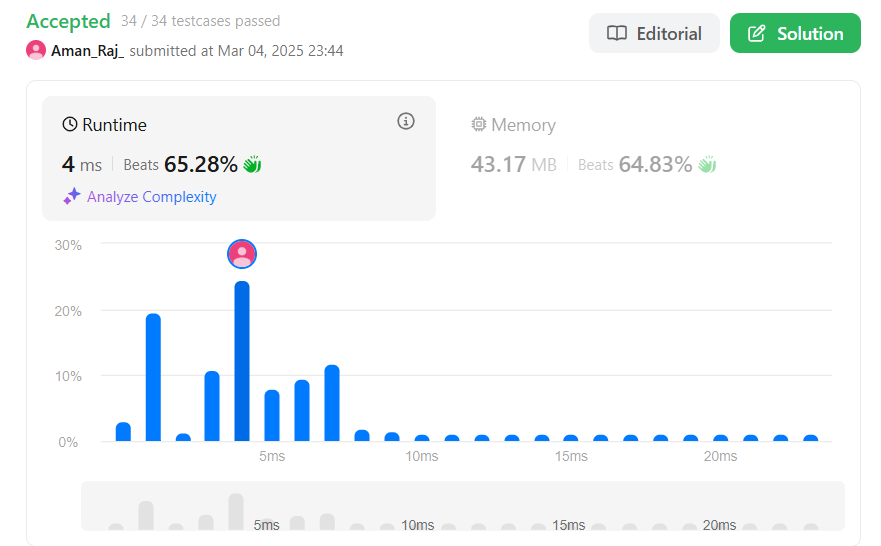 Accepted 34 / 34 testcases passed
Aman_Raj_ submitted at Mar 04, 2025 23:44
Editorial
Solution
Runtime
4 ms Beats 65.28%
Analyze Complexity
Memory
43.17 MB Beats 64.83%
30%
20%
10%
0%
5ms 10ms 15ms 20ms
5ms 10ms 15ms 20ms